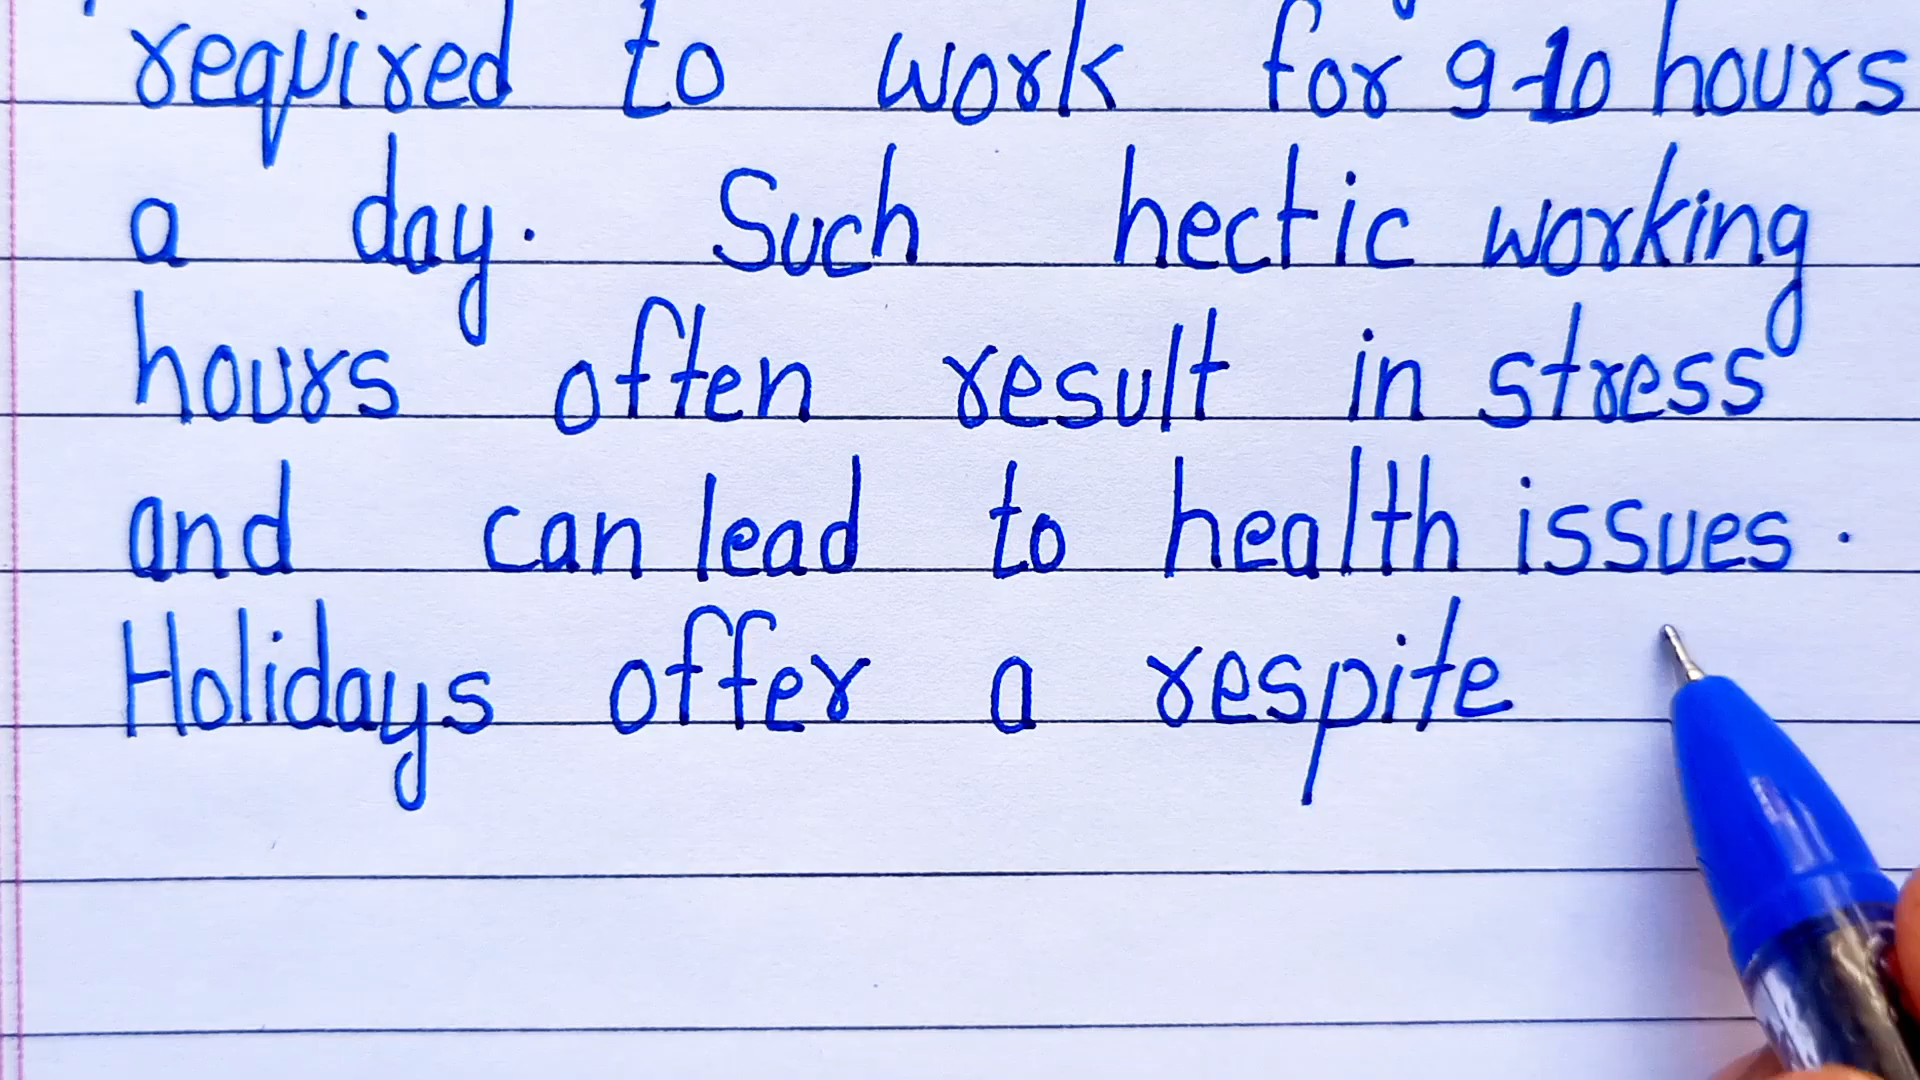 required to work for 9-10 hours
a day. Such hectic working
hours often result in stress
and can lead to health issues.
Holidays offer a respite